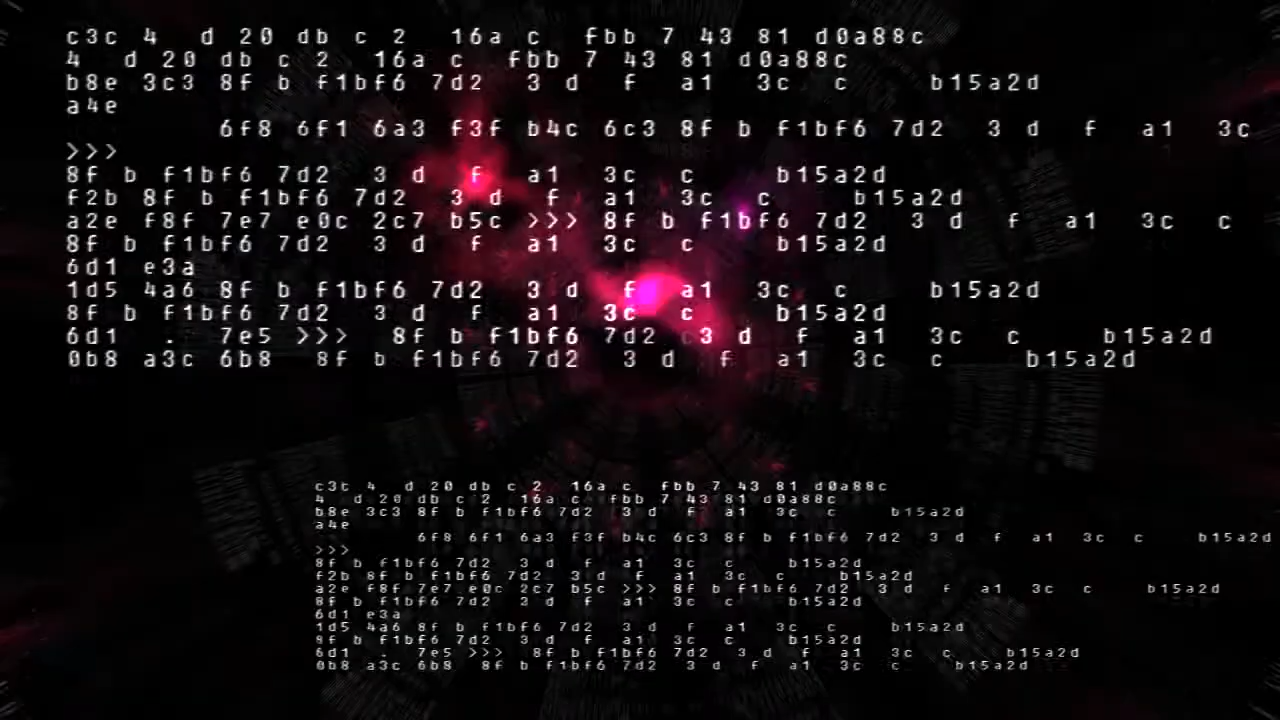 c3c 4 d 20 db c 2 16a c fbb 7 43 81 d0a88c
4 d 20 db c 2 16a c fbb 7 43 81 d0a88c
b8e 3c3 8f b f1bf6 7d2 3 d f a1 3c c b15a2d
a4e
6f8 6f1 6a3 f3f b4c 6c3 8f b f1bf6 7d2 3 d f a1 3c
>>>
8f b f1bf6 7d2 3 d f a1 3c c b15a2d
f2b 8f b f1bf6 7d2 3 d f a1 3c c b15a2d
a2e f8f 7e7 e0c 2c7 b5c >>> 8f b f1bf6 7d2 3 d f a1 3c c
8f b f1bf6 7d2 3 d f a1 3c c b15a2d
6d1 e3a
1d5 4a6 8f b f1bf6 7d2 3 d f a1 3c c b15a2d
8f b f1bf6 7d2 3 d f a1 3c c b15a2d
6d1 . 7e5 >>> 8f b f1bf6 7d2 3 d f a1 3c c b15a2d
0b8 a3c 6b8 8f b f1bf6 7d2 3 d f a1 3c c b15a2d
c3c 4 d 20 db c 2 16a c fbb 7 43 81 d0a88c
4 d 20 db c 2 16a c fbb 7 43 81 d0a88c
b8e 3c3 8f b f1bf6 7d2 3 d f a1 3c c b15a2d
a4e
6f8 6f1 6a3 f3f b4c 6c3 8f b f1bf6 7d2 3 d f a1 3c c b15a2d
>>>
8f b f1bf6 7d2 3 d f a1 3c c b15a2d
f2b 8f b f1bf6 7d2 3 d f a1 3c c b15a2d
a2e f8f 7e7 e0c 2c7 b5c >>> 8f b f1bf6 7d2 3 d f a1 3c c b15a2d
8f b f1bf6 7d2 3 d f a1 3c c b15a2d
6d1 e3a
1d5 4a6 8f b f1bf6 7d2 3 d f a1 3c c b15a2d
8f b f1bf6 7d2 3 d f a1 3c c b15a2d
6d1 . 7e5 >>> 8f b f1bf6 7d2 3 d f a1 3c c b15a2d
0b8 a3c 6b8 8f b f1bf6 7d2 3 d f a1 3c c b15a2d